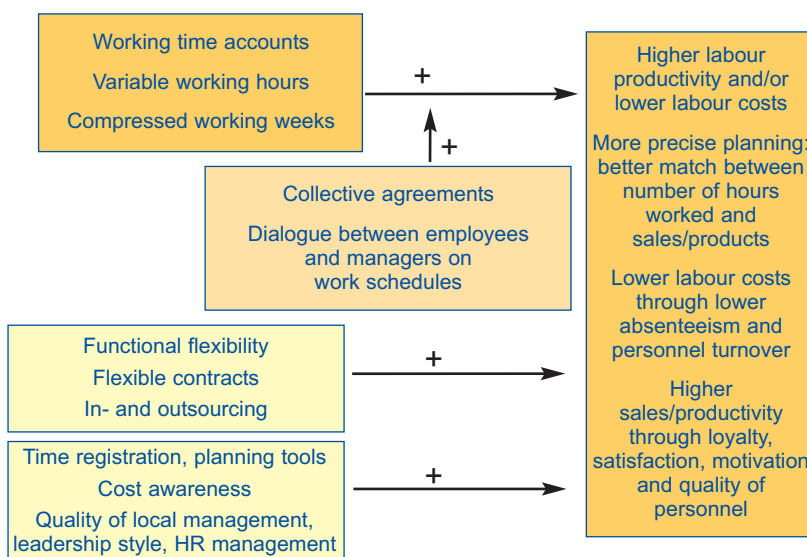 Working time accounts
Variable working hours
Compressed working weeks
+
+
Collective agreements
Dialogue between employees
and managers on
work schedules
Functional flexibility
Flexible contracts
In- and outsourcing
+
Time registration, planning tools
Cost awareness
Quality of local management,
leadership style, HR management
+
Higher labour
productivity and/or
lower labour costs
More precise planning:
better match between
number of hours
worked and
sales/products
Lower labour costs
through lower
absenteeism and
personnel turnover
Higher
sales/productivity
through loyalty,
satisfaction, motivation
and quality of
personnel